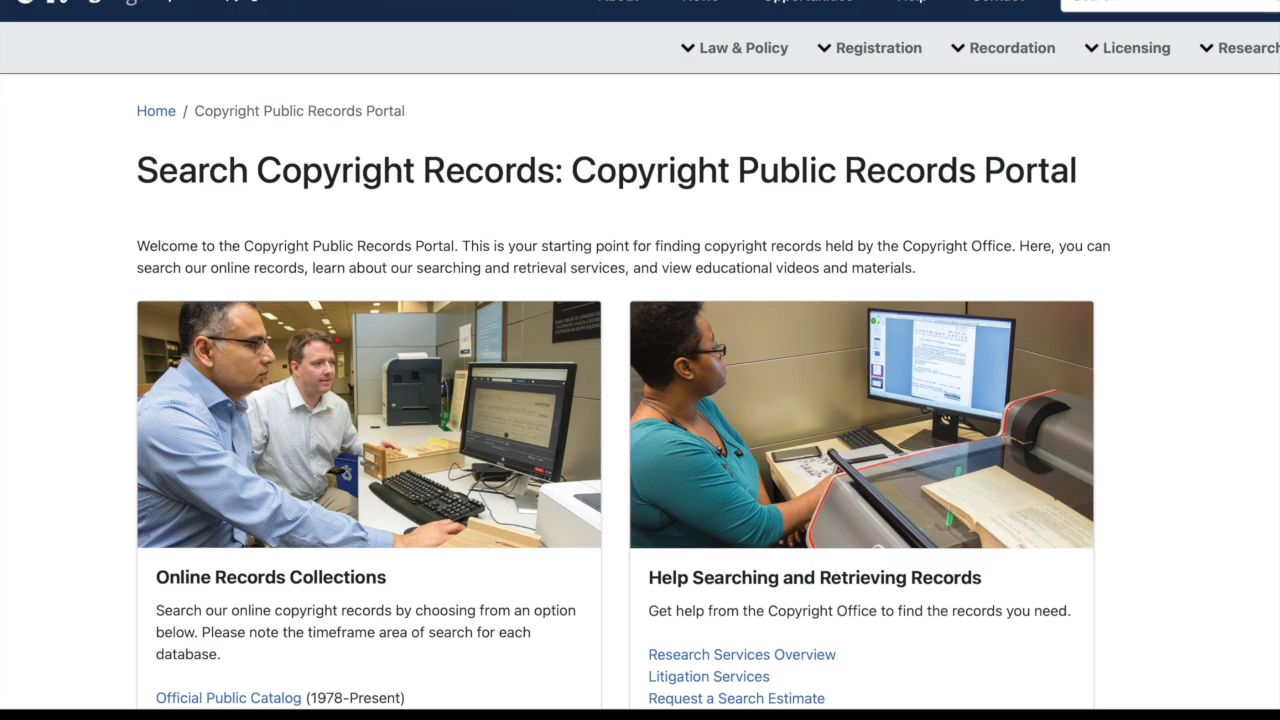 Law & Policy Registration Recordation Licensing Research
Home / Copyright Public Records Portal
Search Copyright Records: Copyright Public Records Portal
Welcome to the Copyright Public Records Portal. This is your starting point for finding copyright records held by the Copyright Office. Here, you can
search our online records, learn about our searching and retrieval services, and view educational videos and materials.
Online Records Collections
Search our online copyright records by choosing from an option
below. Please note the timeframe area of search for each
database.
Official Public Catalog (1978-Present)
Help Searching and Retrieving Records
Get help from the Copyright Office to find the records you need.
Research Services Overview
Litigation Services
Request a Search Estimate